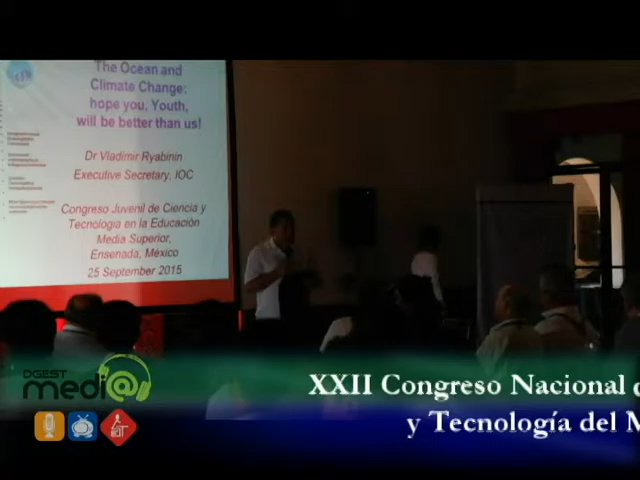 The Ocean and
Climate Change:
hope you, Youth,
will be better than us!
Dr Vladimir Ryabinin
Executive Secretary, IOC
Congreso Juvenil de Ciencia y
Tecnologia en la Educación
Media Superior,
Ensenada, México
25 September 2015
DGEST
medi@
XXII Congreso Nacional d
y Tecnología del M